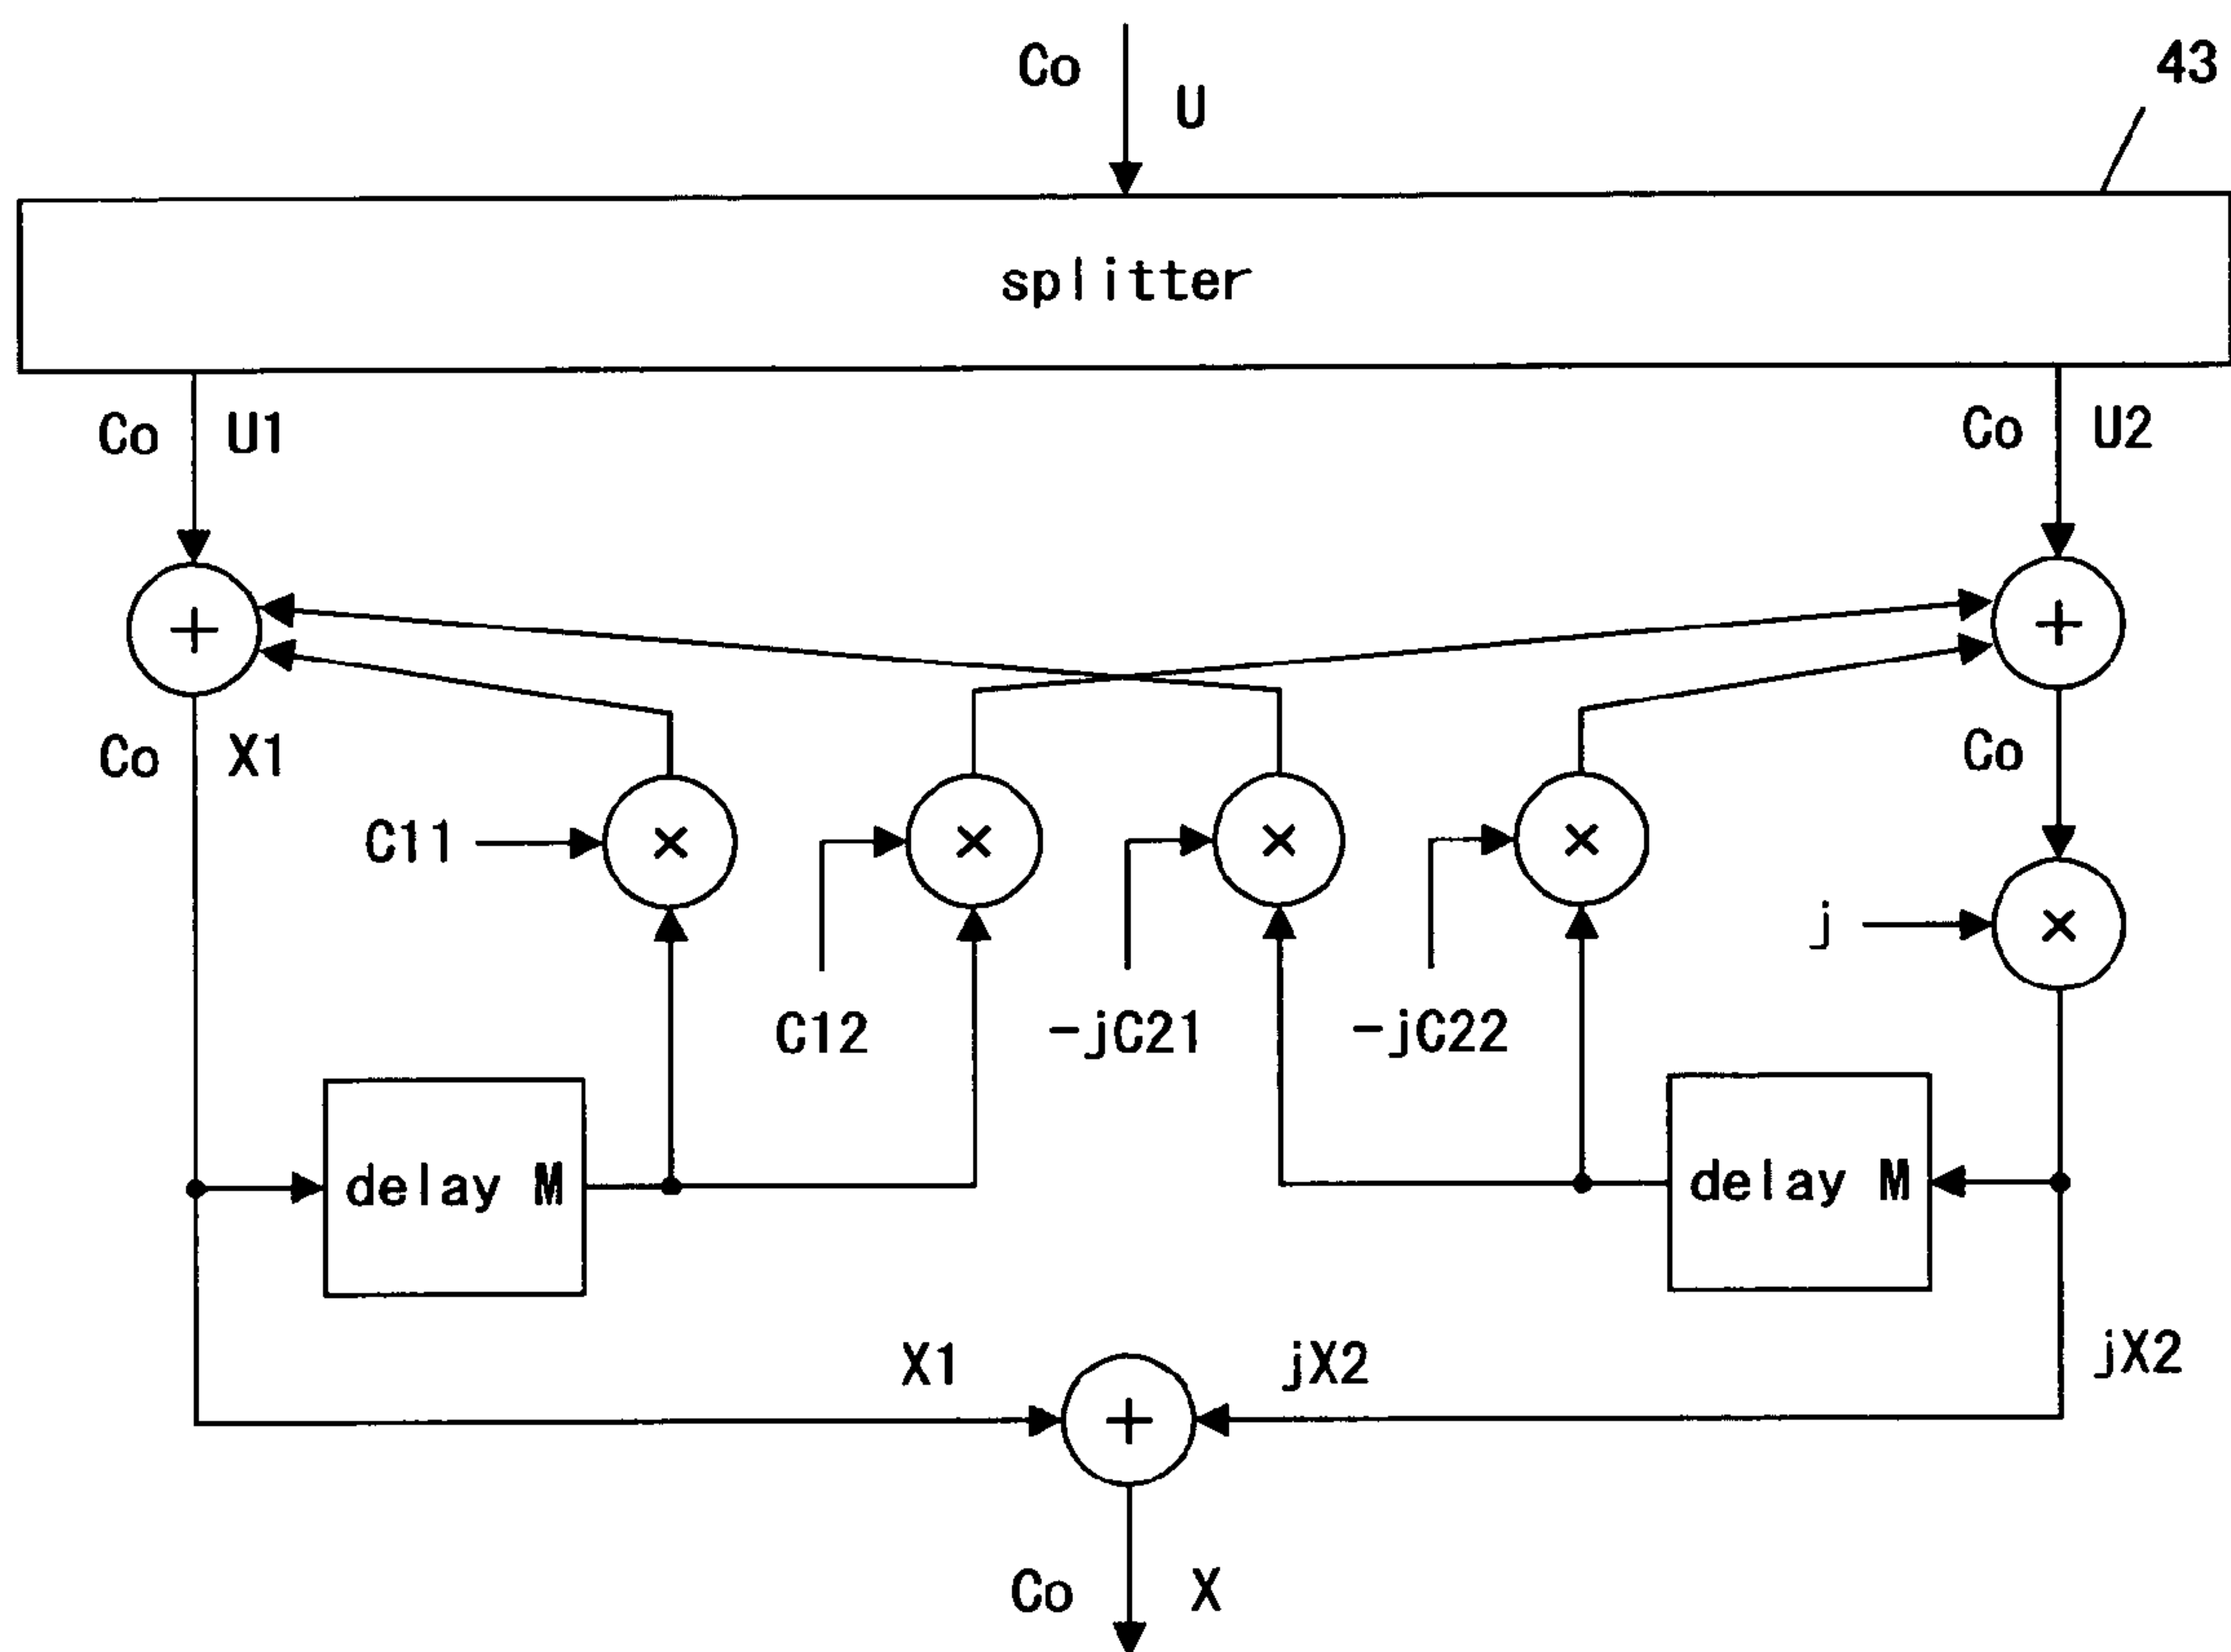 Co
U
43
splitter
Co
U1
Co
U2
+
+
Co
X1
Co
C11
×
×
×
×
j
×
C12
-jC21
-jC22
delay M
delay M
X1
+
jX2
jX2
Co
X